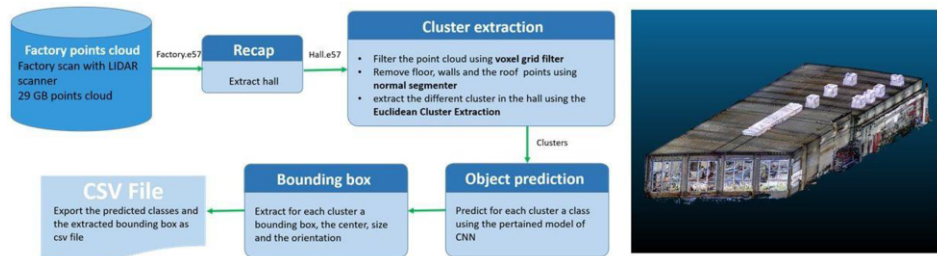 Factory points cloud
Factory scan with LIDAR
scanner
29 GB points cloud
Factory.e57
Recap
Extract hall
Hall.e57
Cluster extraction
• Filter the point cloud using voxel grid filter
• Remove floor, walls and the roof points using
normal segmenter
• extract the different cluster in the hall using the
Euclidean Cluster Extraction
Clusters
Object prediction
Predict for each cluster a class
using the pertained model of
CNN
Bounding box
Extract for each cluster a
bounding box, the center, size
and the orientation
CSV File
Export the predicted classes and
the extracted bounding box as
csv file